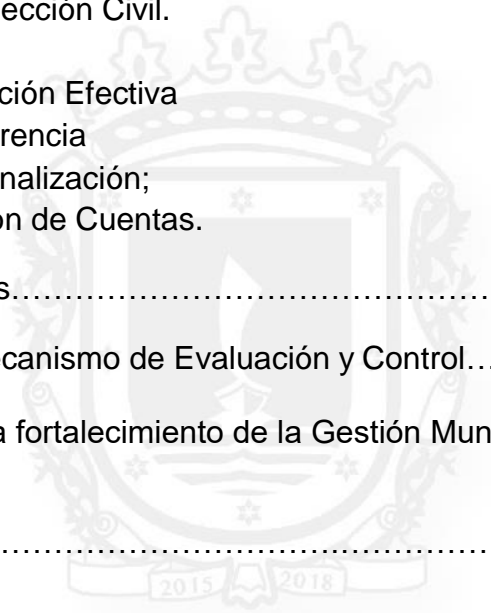 ección Civil.
ción Efectiva
rencia
nalización;
ón de Cuentas.
s……………………………………………
canismo de Evaluación y Control…
a fortalecimiento de la Gestión Mun
……………………………………………
2015 2018